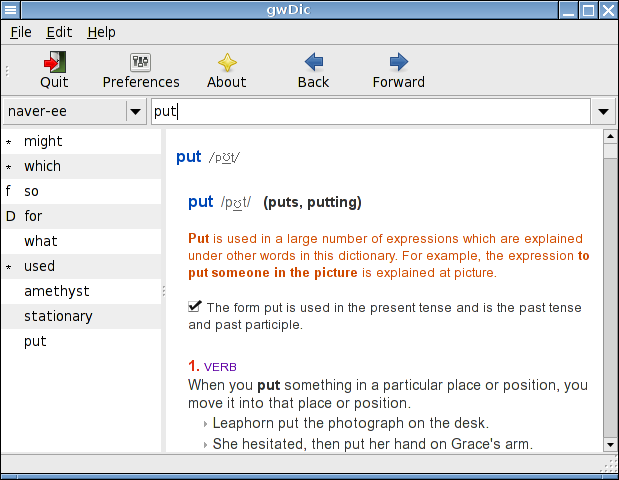 gwDic
File Edit Help
Quit Preferences About Back Forward
naver-ee put
* might
* which
f so
D for
what
* used
amethyst
stationary
put
put /pʊt/
put /pʊt/ (puts, putting)
Put is used in a large number of expressions which are explained
under other words in this dictionary. For example, the expression to
put someone in the picture is explained at picture.
The form put is used in the present tense and is the past tense
and past participle.
1. VERB
When you put something in a particular place or position, you
move it into that place or position.
Leaphorn put the photograph on the desk.
She hesitated, then put her hand on Grace's arm.